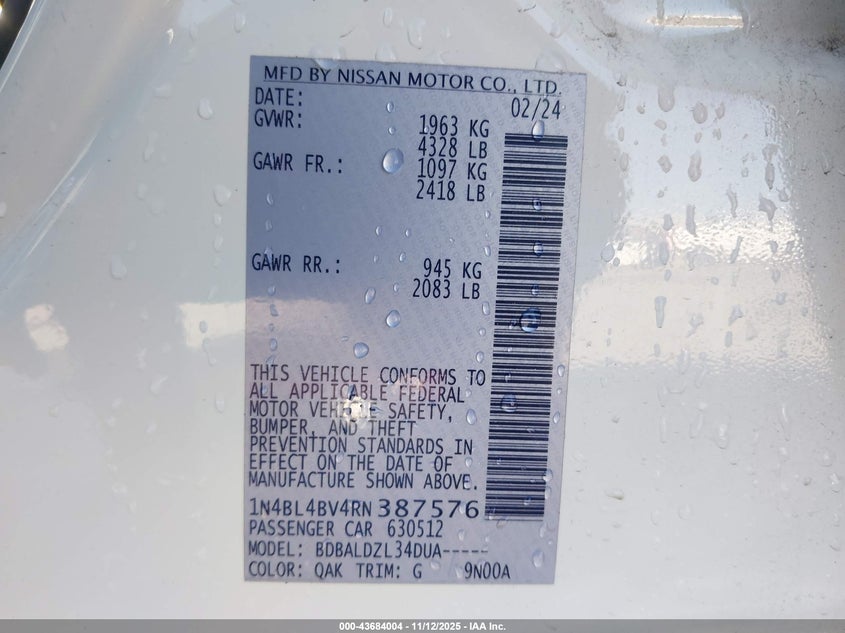 MFD BY NISSAN MOTOR CO., LTD.
DATE: 02/24
GVWR: 1963 KG
4328 LB
GAWR FR.: 1097 KG
2418 LB
GAWR RR.: 945 KG
2083 LB
THIS VEHICLE CONFORMS TO
ALL APPLICABLE FEDERAL
MOTOR VEHICLE SAFETY,
BUMPER, AND THEFT
PREVENTION STANDARDS IN
EFFECT ON THE DATE OF
MANUFACTURE SHOWN ABOVE.
1N4BL4BV4RN387576
PASSENGER CAR 630512
MODEL: BDBALDZL34DUA-----
COLOR: QAK TRIM: G 9N00A
000-43684004 — 11/12/2025 — IAA Inc.